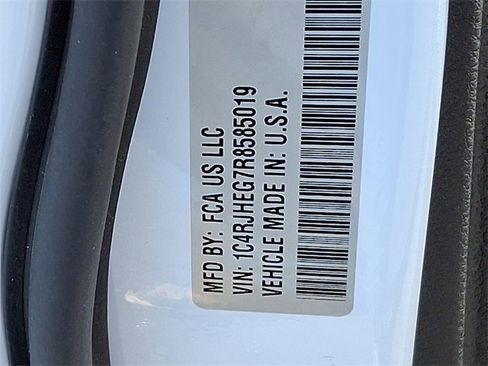 MFD BY: FCA US LLC
VIN: 1C4RJHEG7R8585019
VEHICLE MADE IN: U.S.A.